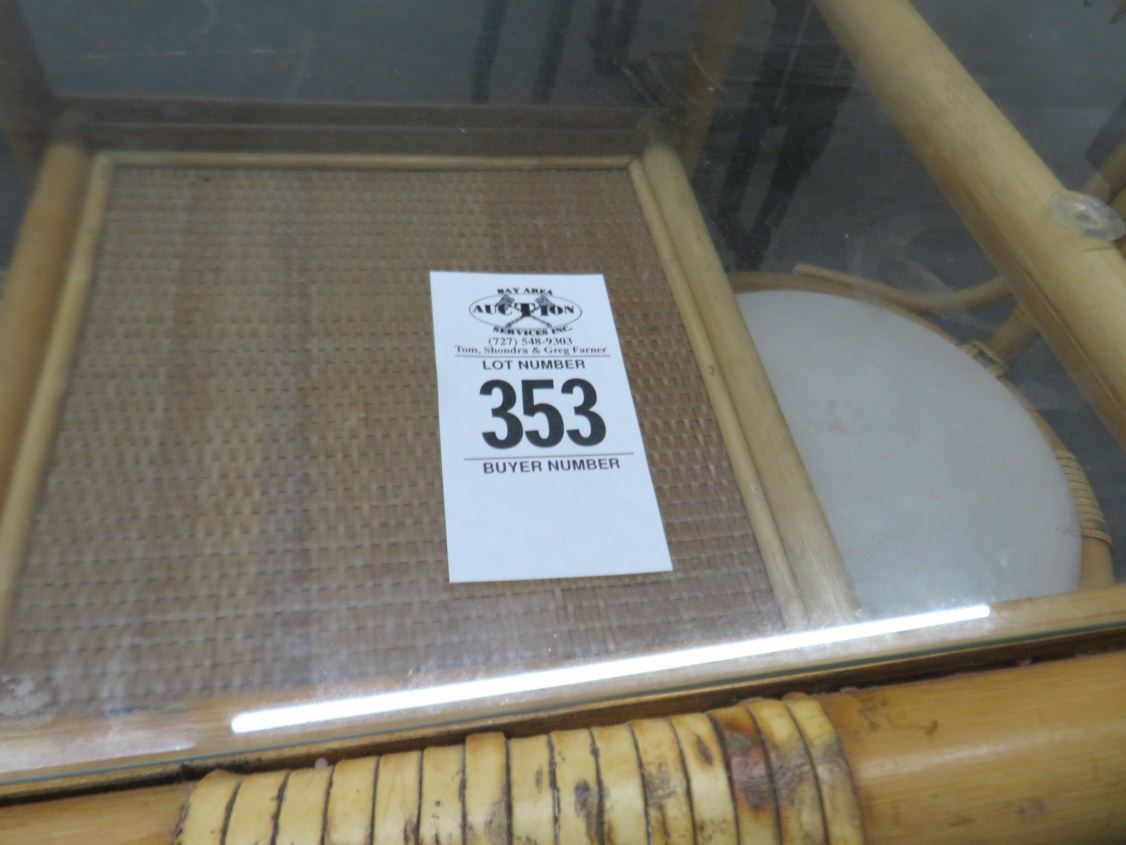 BAY AREA
AUCTION
SERVICES INC.
(727) 548-9303
Tom, Shondra & Greg Farner
LOT NUMBER
353
BUYER NUMBER